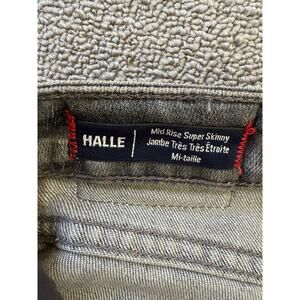 HALLE
Mid Rise Super Skinny
Jambe Très Très Étroite
Mi-taille